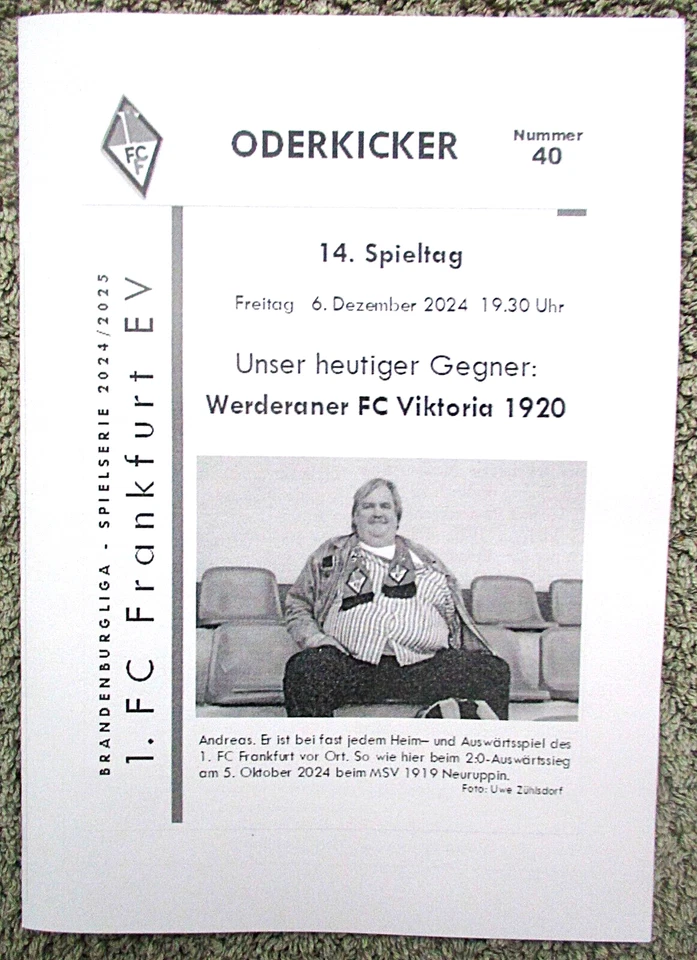 FC
F
ODERKICKER
Nummer
40
BRANDENBURGLIGA - SPIELSERIE 2024/2025
1. FC Frankfurt EV
14. Spieltag
Freitag 6. Dezember 2024 19.30 Uhr
Unser heutiger Gegner:
Werderaner FC Viktoria 1920
Andreas. Er ist bei fast jedem Heim- und Auswärtsspiel des
1. FC Frankfurt vor Ort. So wie hier beim 2:0-Auswärtssieg
am 5. Oktober 2024 beim MSV 1919 Neuruppin.
Foto: Uwe Zühlsdorf